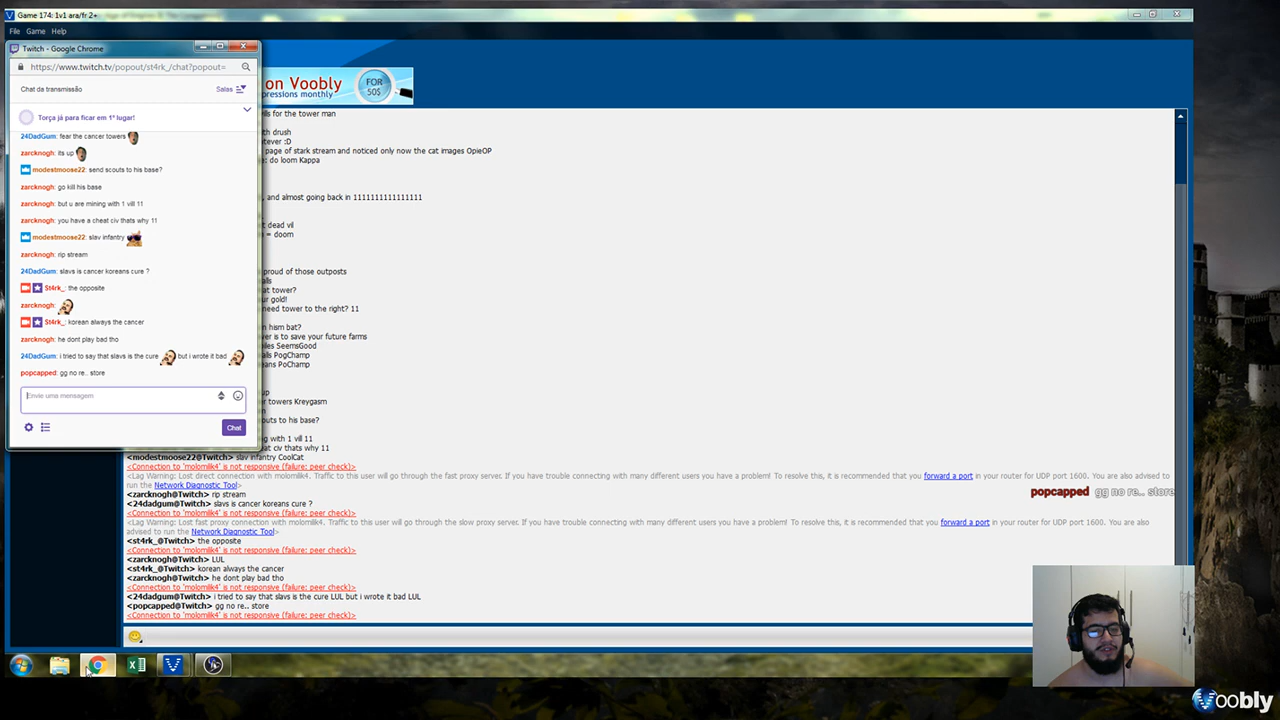 Game 174: 1v1 ara/fr 2+
File Game Help
Twitch - Google Chrome
https://www.twitch.tv/popout/st4rk_/chat?popout=
Chat da transmissão Salas
Torça já para ficar em 1º lugar!
24DadGum: fear the cancer towers
zarcknogh: its up
modestmoose22: send scouts to his base?
zarcknogh: go kill his base
zarcknogh: but u are mining with 1 vill 11
zarcknogh: you have a cheat civ thats why 11
modestmoose22: slav infantry
zarcknogh: rip stream
24DadGum: slavs is cancer koreans cure ?
St4rk_: the opposite
zarcknogh:
St4rk_: korean always the cancer
zarcknogh: he dont play bad tho
24DadGum: i tried to say that slavs is the cure but i wrote it bad
popcapped: gg no re.. store
Envie uma mensagem
Chat
on Voobly
pressions monthly
FOR
50$
ils for the tower man
th drush
tever :D
page of stark stream and noticed only now the cat images OpieOP
: do loom Kappa
, and almost going back in 1111111111111111
t dead vil
= doom
proud of those outposts
alls
at tower?
ur gold!
need tower to the right? 11
n hism bat?
ver is to save your future farms
iles SeemsGood
alls PogChamp
eans PoChamp
up
r towers Kreygasm
n
outs to his base?
ng with 1 vill 11
at civ thats why 11
<modestmoose22@Twitch> slav infantry CoolCat
<Connection to 'molomilk4' is not responsive (failure: peer check)>
<Lag Warning: Lost direct connection with molomilk4. Traffic to this user will go through the fast proxy server. If you have trouble connecting with many different users you have a problem! To resolve this, it is recommended that you forward a port in your router for UDP port 1600. You are also advised to
run the Network Diagnostic Tool>
<zarcknogh@Twitch> rip stream
<24dadgum@Twitch> slavs is cancer koreans cure ?
<Connection to 'molomilk4' is not responsive (failure: peer check)>
<Lag Warning: Lost fast proxy connection with molomilk4. Traffic to this user will go through the slow proxy server. If you have trouble connecting with many different users you have a problem! To resolve this, it is recommended that you forward a port in your router for UDP port 1600. You are also
advised to run the Network Diagnostic Tool>
<st4rk_@Twitch> the opposite
<Connection to 'molomilk4' is not responsive (failure: peer check)>
<zarcknogh@Twitch> LUL
<st4rk_@Twitch> korean always the cancer
<zarcknogh@Twitch> he dont play bad tho
<Connection to 'molomilk4' is not responsive (failure: peer check)>
<24dadgum@Twitch> i tried to say that slavs is the cure LUL but i wrote it bad LUL
<popcapped@Twitch> gg no re.. store
<Connection to 'molomilk4' is not responsive (failure: peer check)>
popcapped gg no re.. store
Voobly